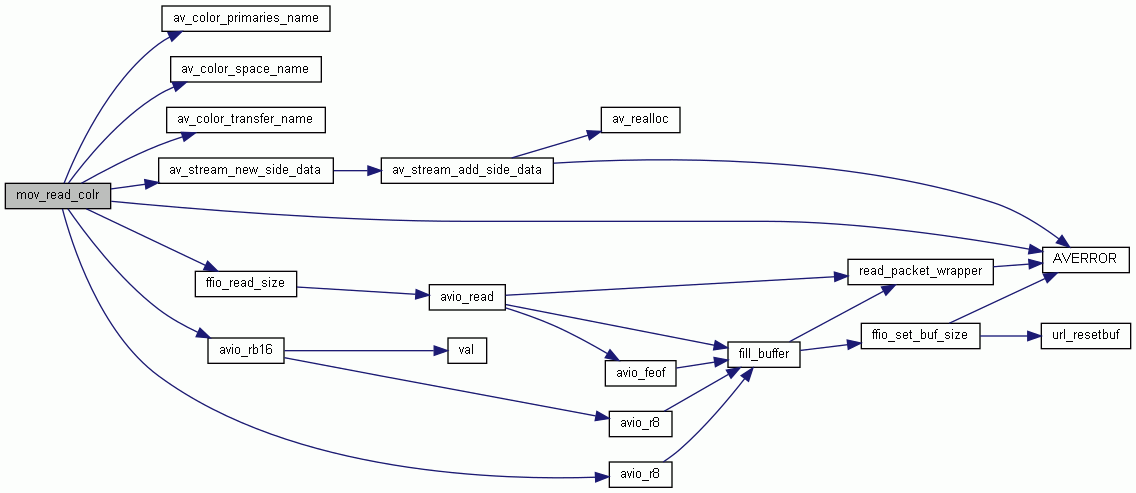 av_color_primaries_name
av_color_space_name
av_color_transfer_name
av_realloc
av_stream_new_side_data
av_stream_add_side_data
mov_read_colr
AVERROR
read_packet_wrapper
ffio_read_size
avio_read
ffio_set_buf_size
url_resetbuf
avio_rb16
val
fill_buffer
avio_feof
avio_r8
avio_r8